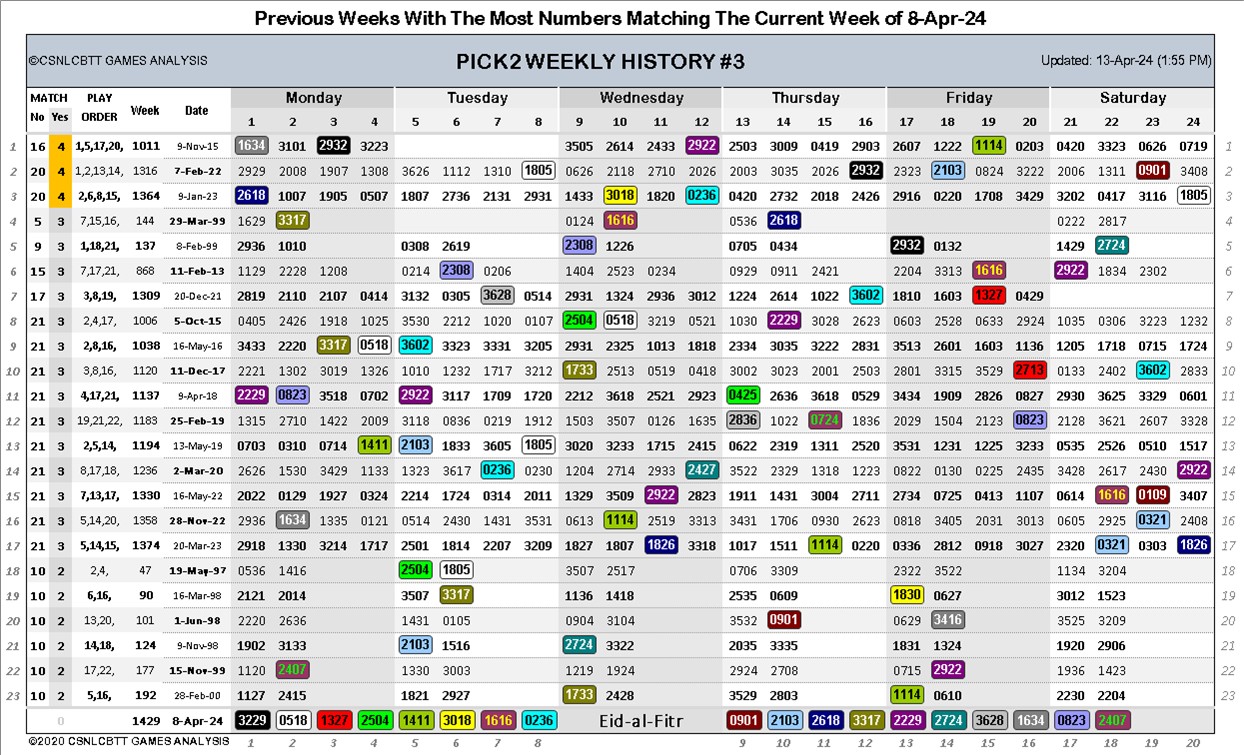 Previous Weeks With The Most Numbers Matching The Current Week of 8-Apr-24
©CSNLCBTT GAMES ANALYSIS PICK2 WEEKLY HISTORY #3 Updated: 13-Apr-24 (1:55 PM)
MATCH PLAY Week Date Monday Tuesday Wednesday Thursday Friday Saturday
No Yes ORDER 1 2 3 4 5 6 7 8 9 10 11 12 13 14 15 16 17 18 19 20 21 22 23 24
1 16 4 1,5,17,20, 1011 9-Nov-15 1634 3101 2932 3223 3505 2614 2433 2922 2503 3009 0419 2903 2607 1222 1114 0203 0420 3323 0626 0719 1
2 20 4 1,2,13,14, 1316 7-Feb-22 2929 2008 1907 1308 3626 1112 1310 1805 0626 2118 2710 2026 2003 3035 2026 2932 2323 2103 0824 3222 2006 1311 0901 3408 2
3 20 4 2,6,8,15, 1364 9-Jan-23 2618 1007 1905 0507 1807 2736 2131 2931 1433 3018 1820 0236 0420 2732 2018 2426 2916 0220 1708 3429 3202 0417 3116 1805 3
4 5 3 7,15,16, 144 29-Mar-99 1629 3317 0124 1616 0536 2618 0222 2817 4
5 9 3 1,18,21, 137 8-Feb-99 2936 1010 0308 2619 2308 1226 0705 0434 2932 0132 1429 2724 5
6 15 3 7,17,21, 868 11-Feb-13 1129 2228 1208 0214 2308 0206 1404 2523 0234 0929 0911 2421 2204 3313 1616 2922 1834 2302 6
7 17 3 3,8,19, 1309 20-Dec-21 2819 2110 2107 0414 3132 0305 3628 0514 2931 1324 2936 3012 1224 2614 1022 3602 1810 1603 1327 0429 7
8 21 3 2,4,17, 1006 5-Oct-15 0405 2426 1918 1025 3530 2212 1020 0107 2504 0518 3219 0521 1030 2229 3028 2623 0603 2528 0633 2924 1035 0306 3223 1232 8
9 21 3 2,8,16, 1038 16-May-16 3433 2220 3317 0518 3602 3323 3331 3205 2931 2325 1013 1818 2334 3035 3222 2831 3513 2601 1603 1136 1205 1718 0715 1724 9
10 21 3 3,8,16, 1120 11-Dec-17 2221 1302 3019 1326 1010 1232 1717 3212 1733 2513 0519 0418 3002 3023 2001 2503 2801 3315 3529 2713 0133 2402 3602 2833 10
11 21 3 4,17,21, 1137 9-Apr-18 2229 0823 3518 0702 2922 3117 1709 1720 2212 3618 2521 2923 0425 2636 3618 0529 3434 1909 2826 0827 2930 3625 3329 0601 11
12 21 3 19,21,22, 1183 25-Feb-19 1315 2710 1422 2009 3118 0836 0219 1912 1503 3507 0126 1635 2836 1022 0724 1836 2029 1504 2123 0823 2128 3621 2607 3328 12
13 21 3 2,5,14, 1194 13-May-19 0703 0310 0714 1411 2103 1833 3605 1805 3020 3233 1715 2415 0622 2319 1311 2520 3531 1231 1225 3233 0535 2526 0510 1517 13
14 21 3 8,17,18, 1236 2-Mar-20 2626 1530 3429 1133 1323 3617 0236 0230 1204 2714 2933 2427 3522 2329 1318 1223 0822 0130 0225 2435 3428 2617 2430 2922 14
15 21 3 7,13,17, 1330 16-May-22 2022 0129 1927 0324 2214 1724 0314 2011 1329 3509 2922 2823 1911 1431 3004 2711 2734 0725 0413 1107 0614 1616 0109 3407 15
16 21 3 5,14,20, 1358 28-Nov-22 2936 1634 1335 0121 0514 2430 1431 3531 0613 1114 2519 3313 3431 1706 0930 2623 0818 3405 2031 3013 0605 2925 0321 2408 16
17 21 3 5,14,15, 1374 20-Mar-23 2918 1330 3214 1717 2501 1814 2207 3209 1827 1807 1826 3318 1017 1511 1114 0220 0336 2812 0918 3027 2320 0321 0303 1826 17
18 10 2 2,4, 47 19-May-97 0536 1416 2504 1805 3507 2517 0706 3309 2322 3522 1134 3204 18
19 10 2 6,16, 90 16-Mar-98 2121 2014 3507 3317 1136 1418 2535 0609 1830 0627 3012 1523 19
20 10 2 13,20, 101 1-Jun-98 2220 2636 1431 0105 0904 3104 3532 0901 0629 3416 3525 3209 20
21 10 2 14,18, 124 9-Nov-98 1902 3133 2103 1516 2724 3322 2035 3335 1831 1324 1920 2906 21
22 10 2 17,22, 177 15-Nov-99 1120 2407 1330 3003 1219 1924 2924 2708 0715 2922 1936 1423 22
23 10 2 5,16, 192 28-Feb-00 1127 2415 1821 2927 1733 2428 3529 2803 1114 0610 2230 2204 23
0 1429 8-Apr-24 3229 0518 1327 2504 1411 3018 1616 0236 Eid-al-Fitr 0901 2103 2618 3317 2229 2724 3628 1634 0823 2407
©2020 CSNLCBTT GAMES ANALYSIS 1 2 3 4 5 6 7 8 9 10 11 12 13 14 15 16 17 18 19 20